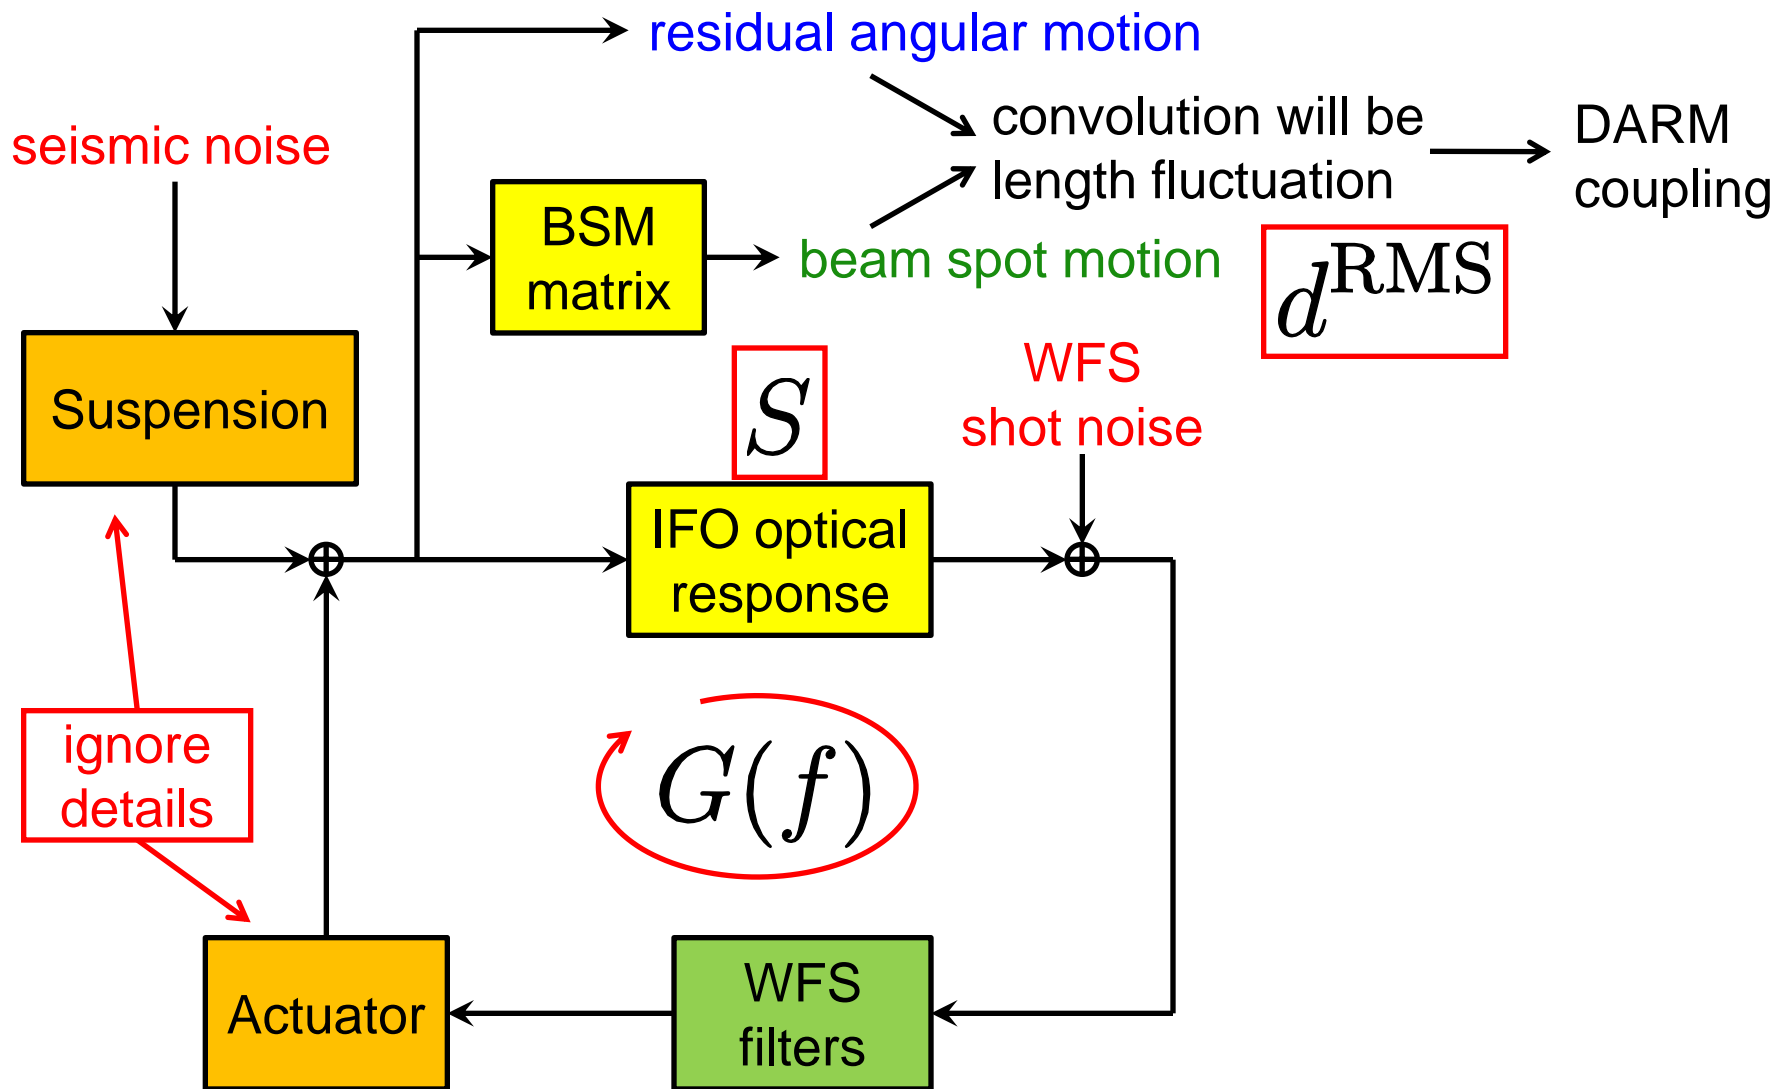 residual angular motion
seismic noise
convolution will be
length fluctuation
DARM
coupling
BSM
matrix
beam spot motion
d^RMS
Suspension
S
WFS
shot noise
IFO optical
response
ignore
details
G(f)
Actuator
WFS
filters